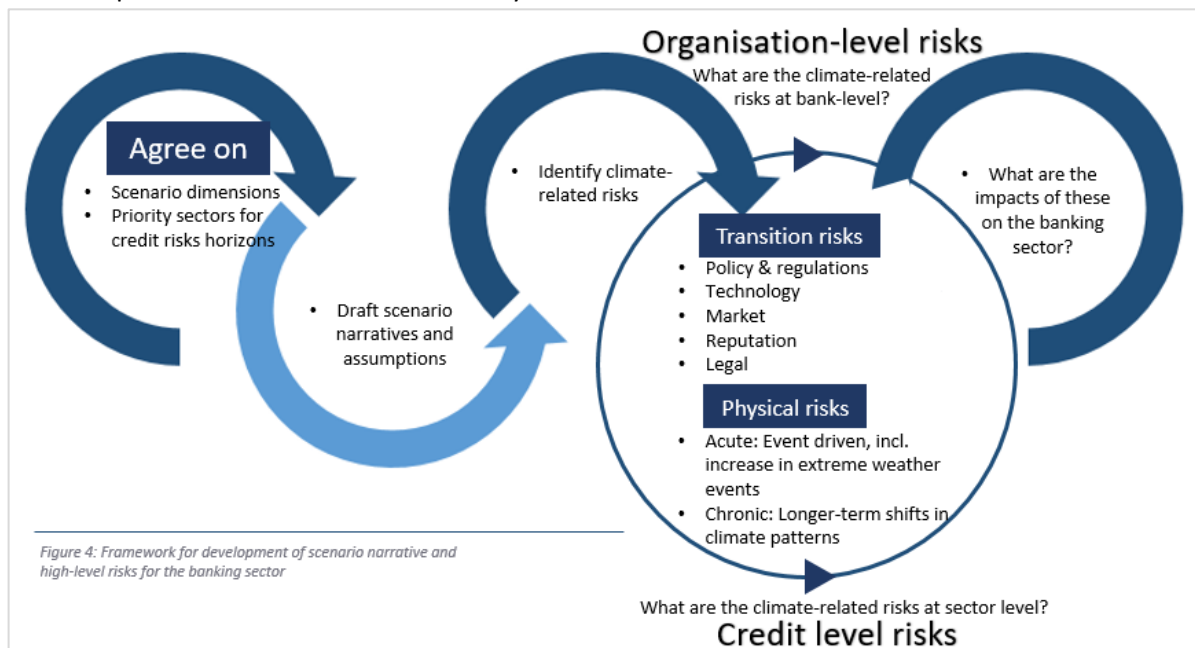 Organisation-level risks
What are the climate-related
risks at bank-level?
Agree on
• Scenario dimensions
• Priority sectors for
credit risks horizons
• Draft scenario
narratives and
assumptions
• Identify climate-
related risks
Transition risks
• Policy & regulations
• Technology
• Market
• Reputation
• Legal
Physical risks
• Acute: Event driven, incl.
increase in extreme weather
events
• Chronic: Longer-term shifts in
climate patterns
• What are the
impacts of these
on the banking
sector?
What are the climate-related risks at sector level?
Credit level risks
Figure 4: Framework for development of scenario narrative and
high-level risks for the banking sector